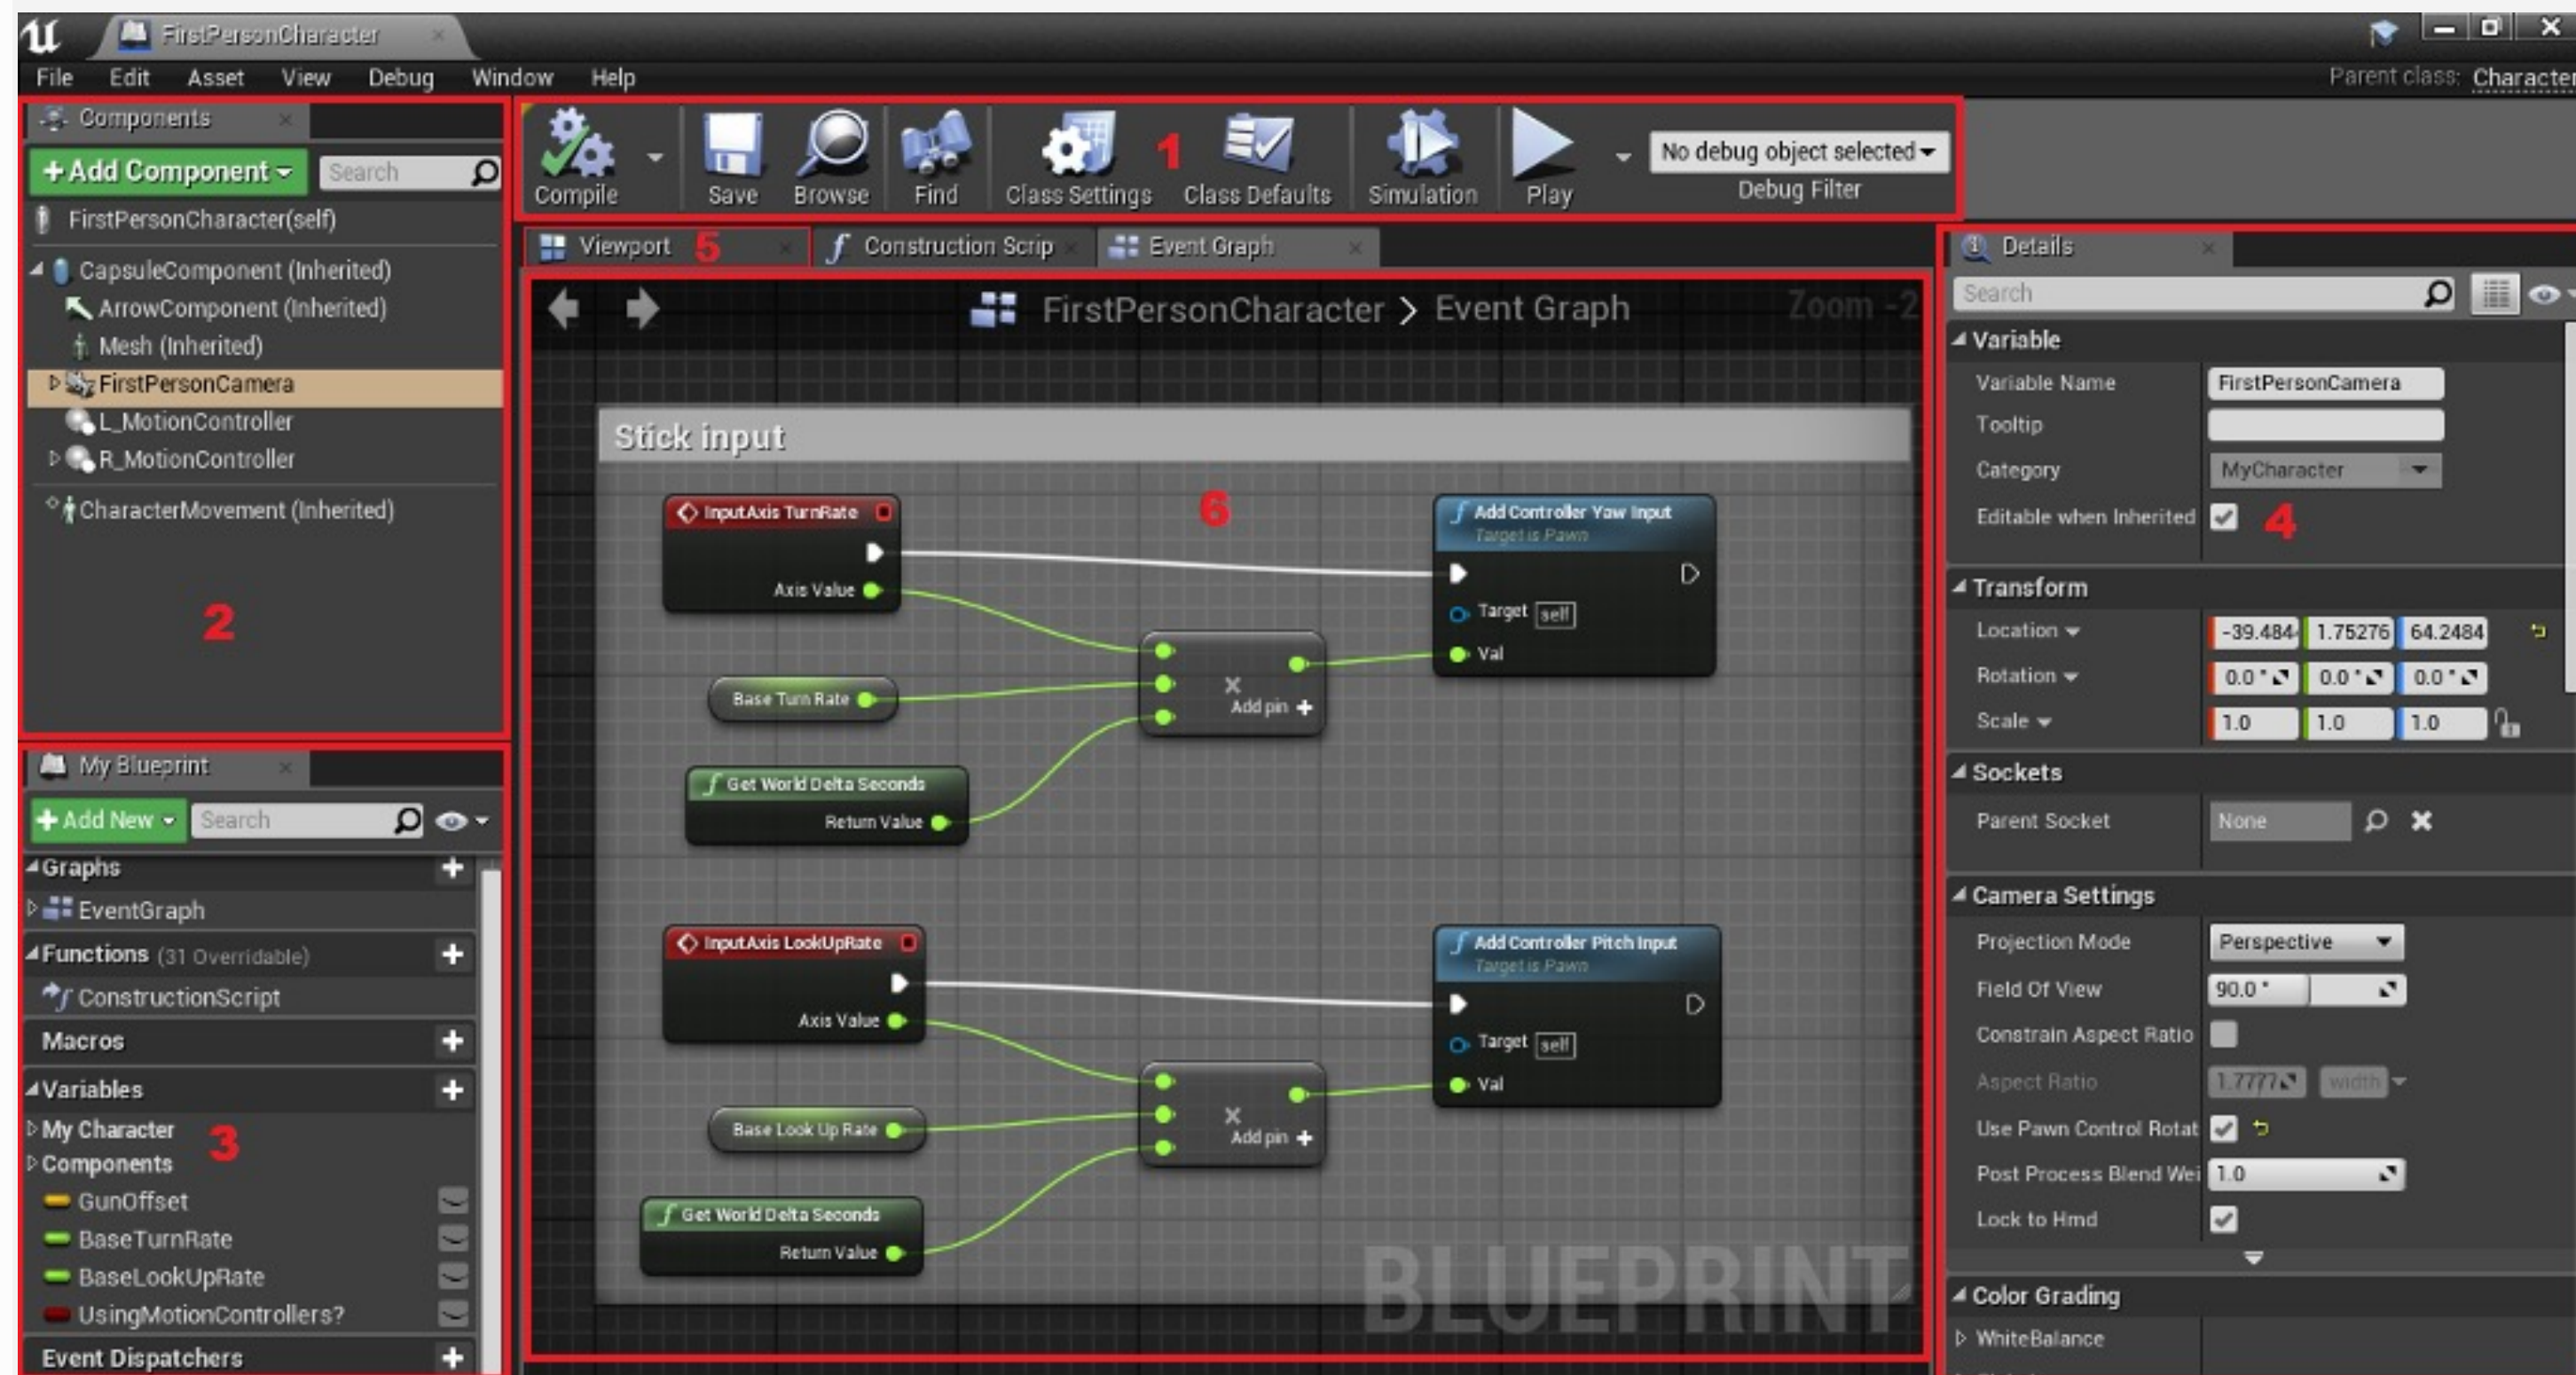 FirstPersonCharacter
File Edit Asset View Debug Window Help
Parent class: Character
Components
+Add Component
Search
FirstPersonCharacter(self)
CapsuleComponent (Inherited)
ArrowComponent (Inherited)
Mesh (Inherited)
FirstPersonCamera
L_MotionController
R_MotionController
CharacterMovement (Inherited)
2
My Blueprint
+Add New
Search
Graphs
EventGraph
Functions (31 Overridable)
ConstructionScript
Macros
Variables
My Character
3
Components
GunOffset
BaseTurnRate
BaseLookUpRate
UsingMotionControllers?
Event Dispatchers
Compile
Save
Browse
Find
Class Settings
1
Class Defaults
Simulation
Play
No debug object selected
Debug Filter
Viewport
5
Construction Scrip
Event Graph
FirstPersonCharacter > Event Graph
Zoom -2
Stick input
6
InputAxis TurnRate
Axis Value
Base Turn Rate
Get World Delta Seconds
Return Value
Add pin +
Add Controller Yaw Input
Target is Pawn
Target self
Val
InputAxis LookUpRate
Axis Value
Base Look Up Rate
Get World Delta Seconds
Return Value
Add pin +
Add Controller Pitch Input
Target is Pawn
Target self
Val
BLUEPRINT
Details
Search
Variable
Variable Name FirstPersonCamera
Tooltip
Category MyCharacter
Editable when Inherited
4
Transform
Location -39.484 1.75276 64.2484
Rotation 0.0 ° 0.0 ° 0.0 °
Scale 1.0 1.0 1.0
Sockets
Parent Socket None
Camera Settings
Projection Mode Perspective
Field Of View 90.0 °
Constrain Aspect Ratio
Aspect Ratio 1.7777 width
Use Pawn Control Rotat
Post Process Blend Wei 1.0
Lock to Hmd
Color Grading
WhiteBalance